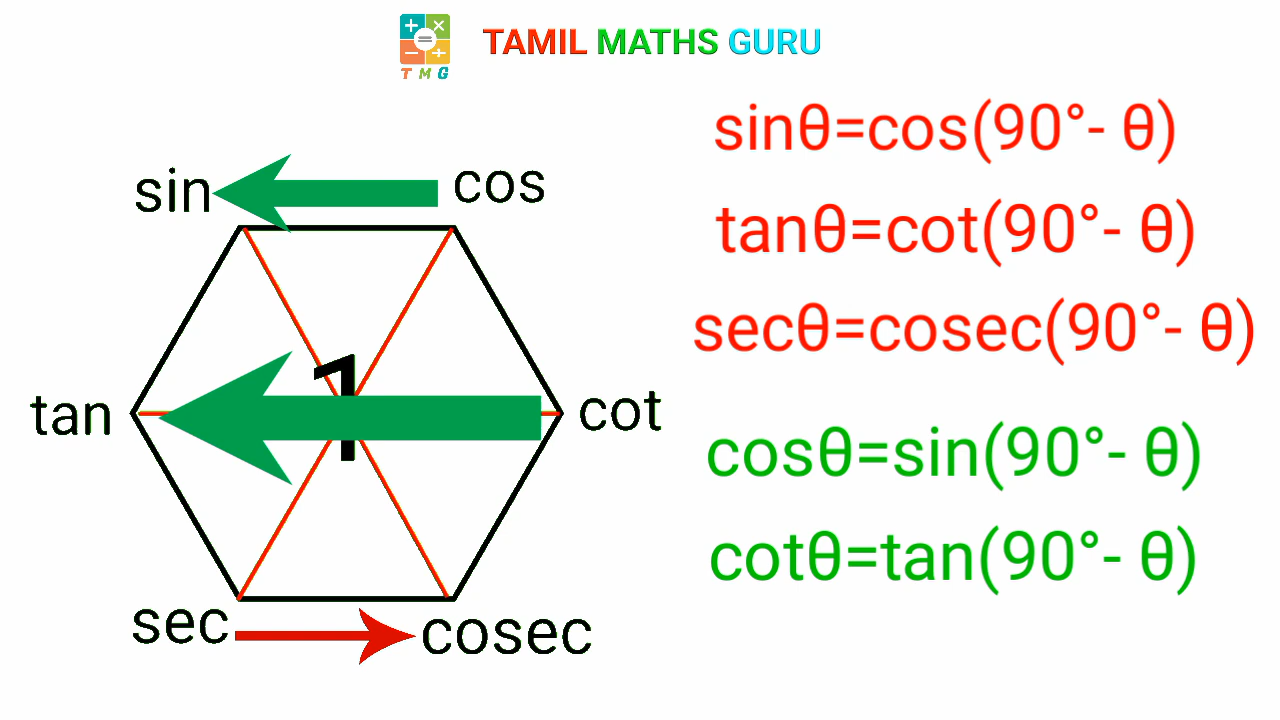 TAMIL MATHS GURU
T M G
sinθ=cos(90°- θ)
tanθ=cot(90°- θ)
secθ=cosec(90°- θ)
cosθ=sin(90°- θ)
cotθ=tan(90°- θ)
sin
cos
tan
1
cot
sec
cosec